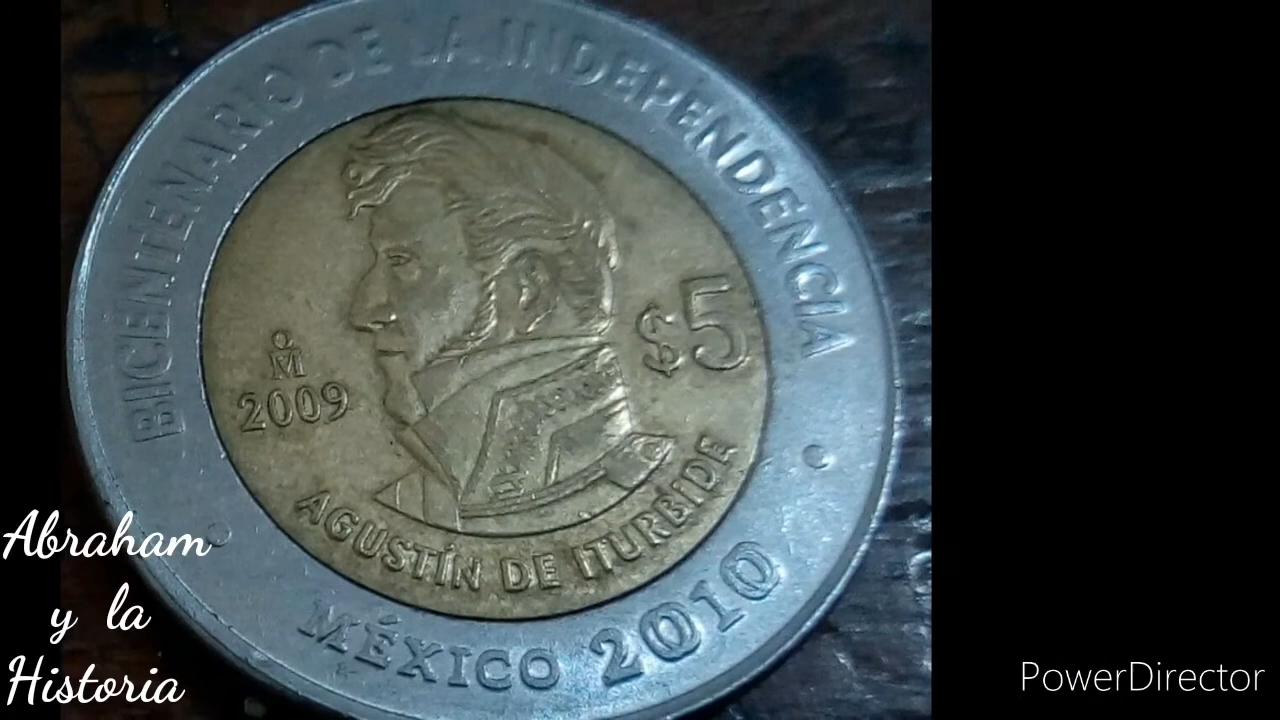 BICENTENARIO DE LA INDEPENDENCIA
$5
M
2009
AGUSTÍN DE ITURBIDE
MÉXICO 2010
Abraham
y la
Historia
PowerDirector